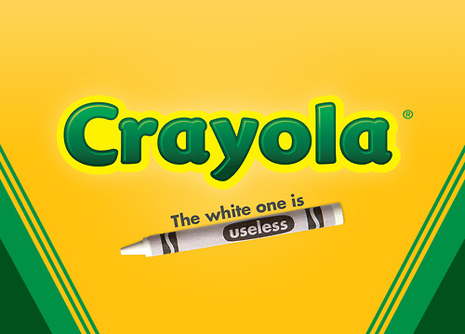 Crayola®
The white one is
useless